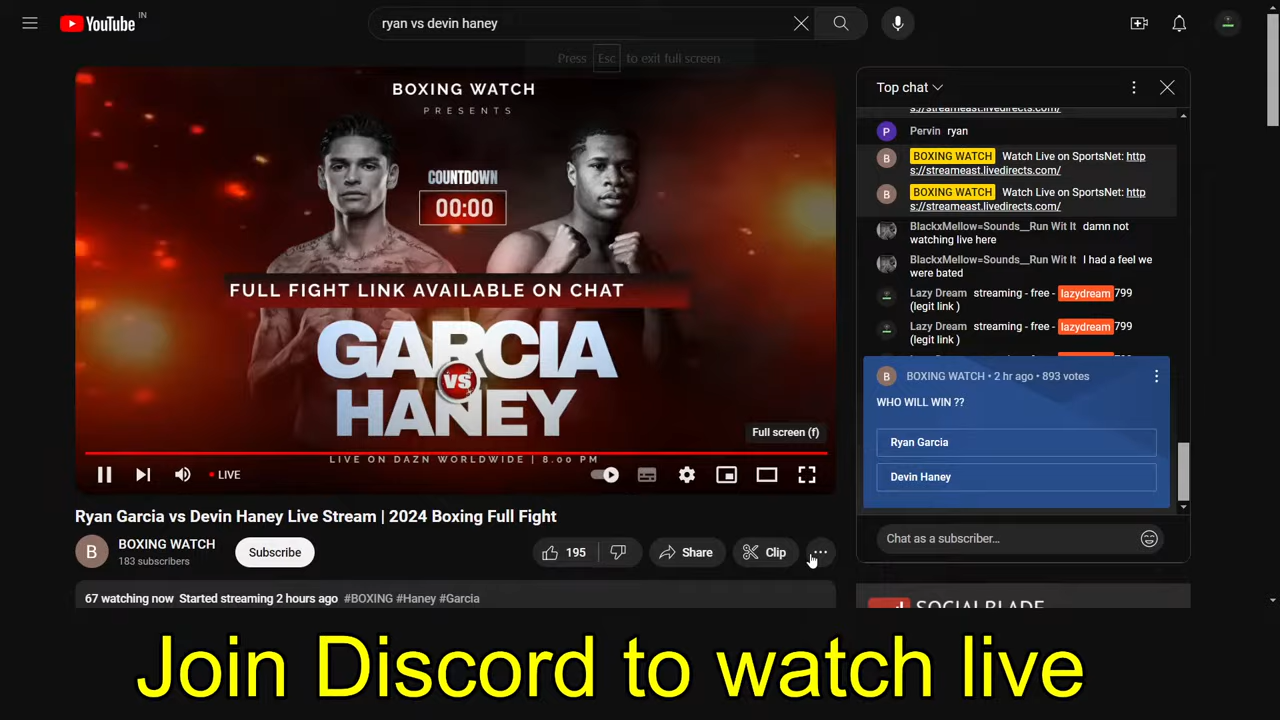 YouTube IN
ryan vs devin haney
Press Esc to exit full screen
BOXING WATCH
PRESENTS
COUNTDOWN
00:00
FULL FIGHT LINK AVAILABLE ON CHAT
GARCIA
VS
HANEY
Full screen (f)
LIVE ON DAZN WORLDWIDE | 8.00 PM
LIVE
Ryan Garcia vs Devin Haney Live Stream | 2024 Boxing Full Fight
B
BOXING WATCH
183 subscribers
Subscribe
195
Share
Clip
67 watching now Started streaming 2 hours ago #BOXING #Haney #Garcia
Top chat
s://streameast.livedirects.com/
P Pervin ryan
B BOXING WATCH Watch Live on SportsNet: http
s://streameast.livedirects.com/
B BOXING WATCH Watch Live on SportsNet: http
s://streameast.livedirects.com/
BlackxMellow=Sounds__Run Wit It damn not
watching live here
BlackxMellow=Sounds__Run Wit It I had a feel we
were bated
Lazy Dream streaming - free - lazydream 799
(legit link )
Lazy Dream streaming - free - lazydream 799
(legit link )
B BOXING WATCH • 2 hr ago • 893 votes
WHO WILL WIN ??
Ryan Garcia
Devin Haney
Chat as a subscriber...
SOCIALBLADE
Join Discord to watch live